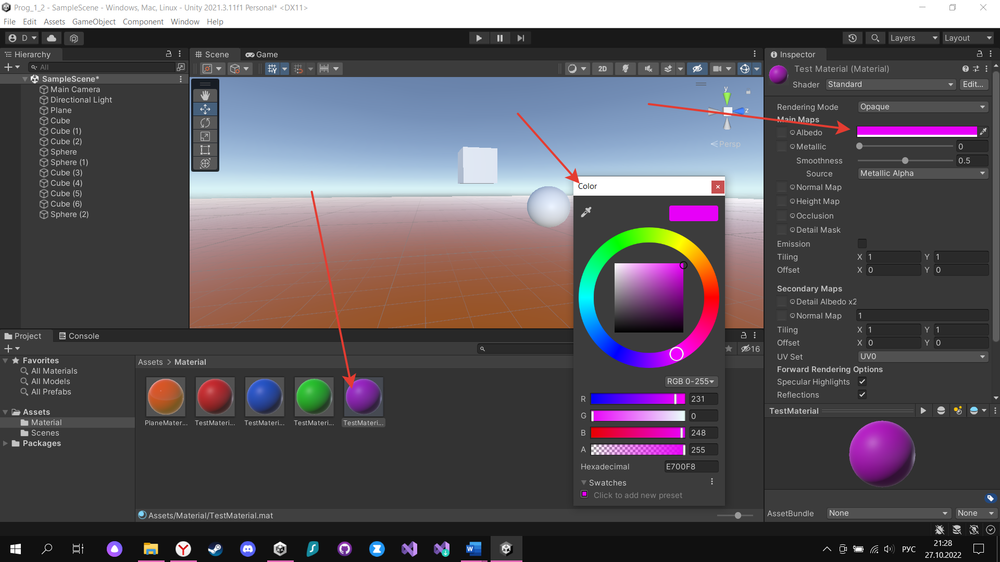 Prog_1_2 - SampleScene - Windows, Mac, Linux - Unity 2021.3.11f1 Personal* <DX11>
File Edit Assets GameObject Component Window Help
D
Layers Layout
Hierarchy
All
SampleScene*
Main Camera
Directional Light
Plane
Cube
Cube (1)
Cube (2)
Sphere
Sphere (1)
Cube (3)
Cube (4)
Cube (5)
Cube (6)
Sphere (2)
Scene Game
2D
y
z
Persp
Color
RGB 0-255
R 231
G 0
B 248
A 255
Hexadecimal E700F8
Swatches
Click to add new preset
Inspector
Test Material (Material)
Shader Standard Edit...
Rendering Mode Opaque
Main Maps
Albedo
Metallic 0
Smoothness 0.5
Source Metallic Alpha
Normal Map
Height Map
Occlusion
Detail Mask
Emission
Tiling X 1 Y 1
Offset X 0 Y 0
Secondary Maps
Detail Albedo x2
Normal Map 1
Tiling X 1 Y 1
Offset X 0 Y 0
UV Set UV0
Forward Rendering Options
Specular Highlights
Reflections
TestMaterial
AssetBundle None None
Project Console
16
Favorites
All Materials
All Models
All Prefabs
Assets
Material
Scenes
Packages
Assets > Material
PlaneMater... TestMateri... TestMateri... TestMateri... TestMateri...
Assets/Material/TestMaterial.mat
РУС
21:28
27.10.2022